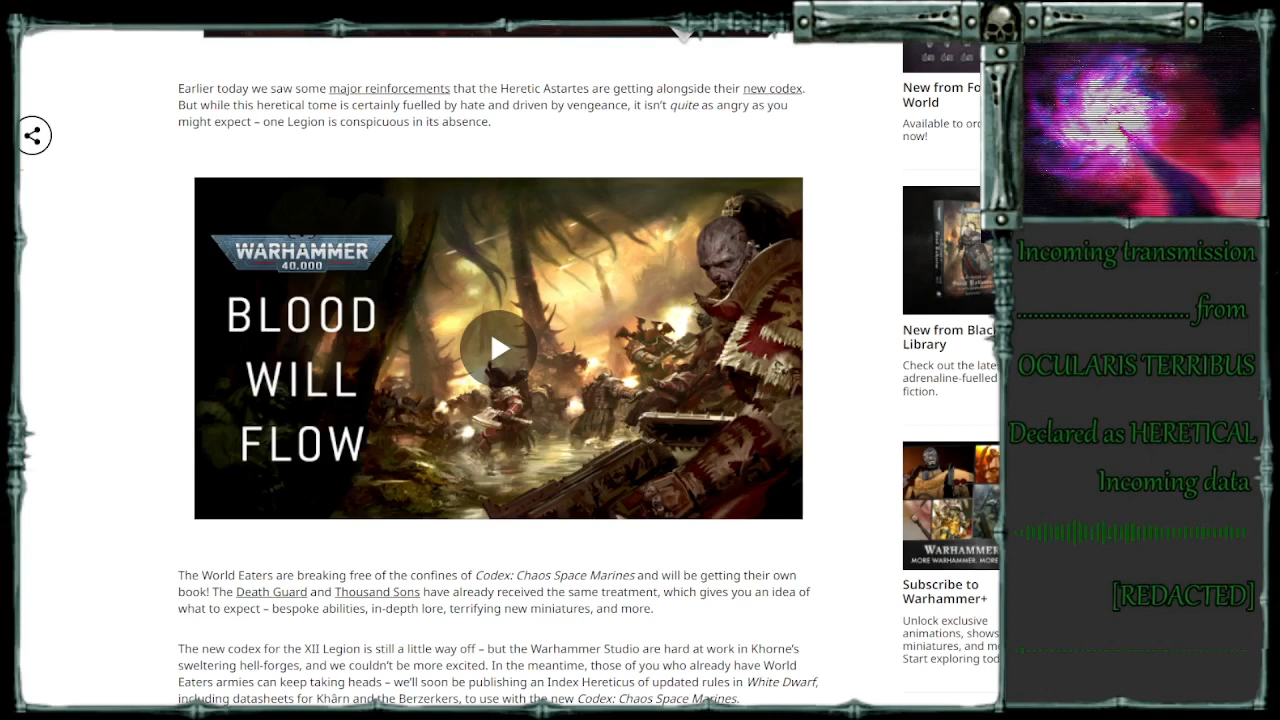 Earlier today we saw some major reinforcements that the Heretic Astartes are getting alongside their new codex.
But while this heretical tome is certainly fuelled by hate and driven by vengeance, it isn't quite as angry as you
might expect – one Legion is conspicuous in its absence.
WARHAMMER
40,000
BLOOD
WILL
FLOW
The World Eaters are breaking free of the confines of Codex: Chaos Space Marines and will be getting their own
book! The Death Guard and Thousand Sons have already received the same treatment, which gives you an idea of
what to expect – bespoke abilities, in-depth lore, terrifying new miniatures, and more.
The new codex for the XII Legion is still a little way off – but the Warhammer Studio are hard at work in Khorne's
sweltering hell-forges, and we couldn't be more excited. In the meantime, those of you who already have World
Eaters armies can keep taking heads – we'll soon be publishing an Index Hereticus of updated rules in White Dwarf,
including datasheets for Khârn and the Berzerkers, to use with the new Codex: Chaos Space Marines.
New from Fo
World
Available to ord
now!
New from Blac
Library
Check out the late
adrenaline-fuelled
fiction.
WARHAMMER
MORE WARHAMMER. MORE
Subscribe to
Warhammer+
Unlock exclusive
animations, shows
miniatures, and mo
Start exploring tod
Incoming transmission
.............................. from
OCULARIS TERRIBUS
Declared as HERETICAL
Incoming data
[REDACTED]